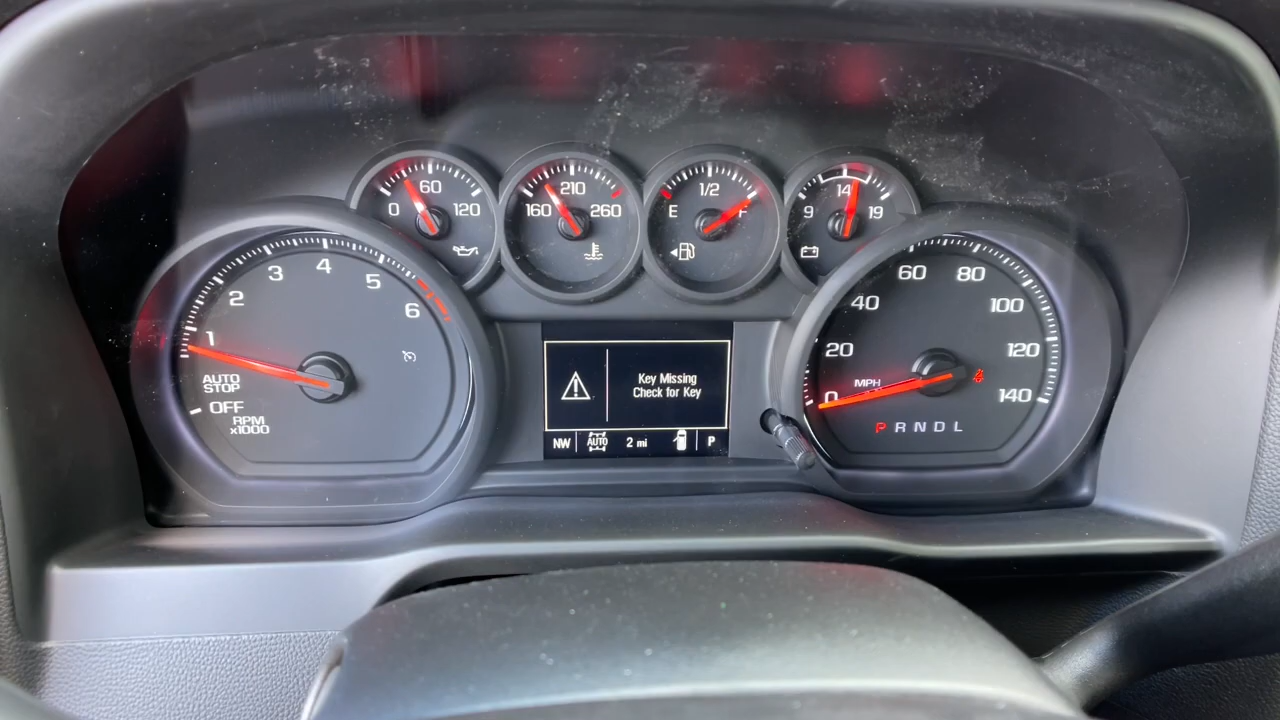 0 60 120
160 210 260
E 1/2 F
9 14 19
1 2 3 4 5 6
AUTO
STOP
OFF
RPM
x1000
Key Missing
Check for Key
NW AUTO 2 mi P
0 20 40 60 80 100 120 140
MPH
P R N D L